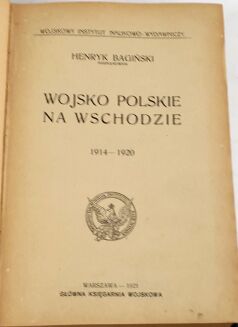 WOJSKOWY INSTYTUT NAUKOWO-WYDAWNICZY.
HENRYK BAGIŃSKI
WOJSKO POLSKIE
NA WSCHODZIE
1914—1920
WARSZAWA — 1921
GŁÓWNA KSIĘGARNIA WOJSKOWA